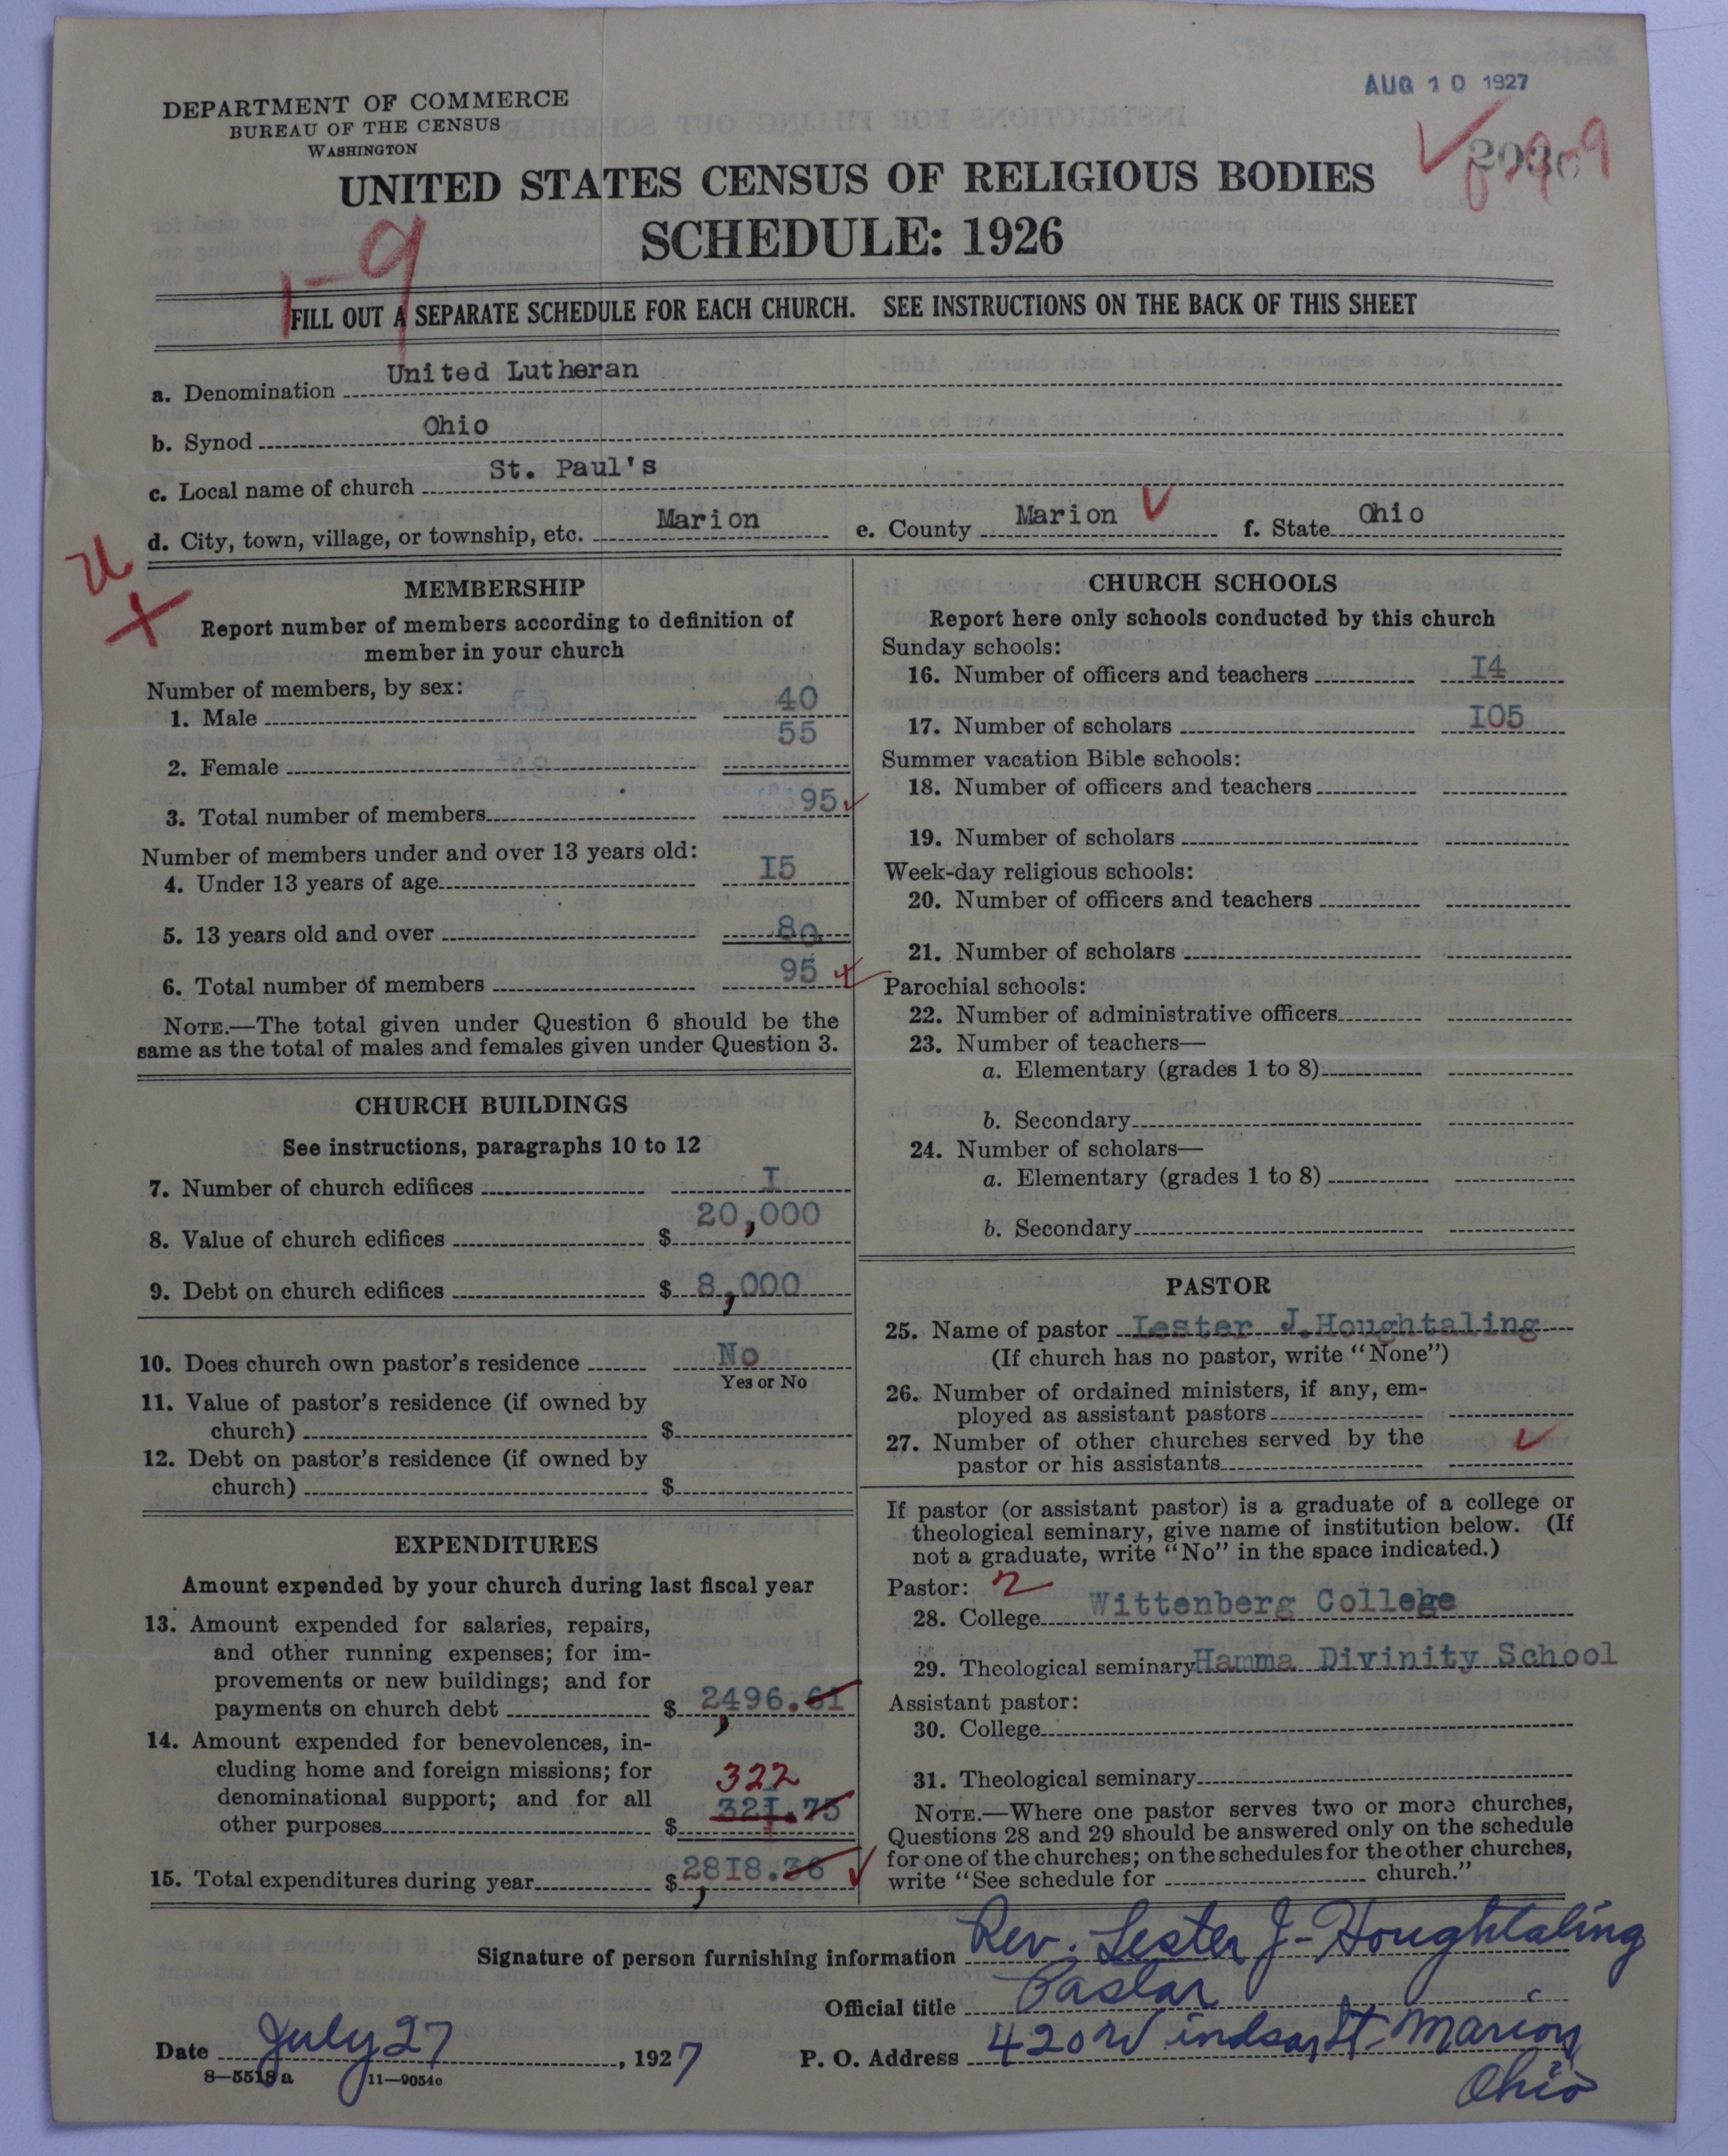 AUG 10 1927
DEPARTMENT OF COMMERCE
BUREAU OF THE CENSUS
WASHINGTON
UNITED STATES CENSUS OF RELIGIOUS BODIES
SCHEDULE: 1926
1-9
FILL OUT A SEPARATE SCHEDULE FOR EACH CHURCH. SEE INSTRUCTIONS ON THE BACK OF THIS SHEET
a. Denomination United Lutheran
b. Synod Ohio
c. Local name of church St. Paul's
d. City, town, village, or township, etc. Marion e. County Marion f. State Ohio
MEMBERSHIP
Report number of members according to definition of
member in your church
Number of members, by sex:
1. Male 40
2. Female 55
3. Total number of members 95
Number of members under and over 13 years old:
4. Under 13 years of age I5
5. 13 years old and over 80
6. Total number of members 95
NOTE.—The total given under Question 6 should be the
same as the total of males and females given under Question 3.
CHURCH BUILDINGS
See instructions, paragraphs 10 to 12
7. Number of church edifices I
8. Value of church edifices $ 20,000
9. Debt on church edifices $ 8,000
10. Does church own pastor's residence No
Yes or No
11. Value of pastor's residence (if owned by
church) $
12. Debt on pastor's residence (if owned by
church) $
EXPENDITURES
Amount expended by your church during last fiscal year
13. Amount expended for salaries, repairs,
and other running expenses; for im-
provements or new buildings; and for
payments on church debt $ 2,496.61
14. Amount expended for benevolences, in-
cluding home and foreign missions; for
denominational support; and for all
322
other purposes $ 32I.75
15. Total expenditures during year $ 2,8I8.36
CHURCH SCHOOLS
Report here only schools conducted by this church
Sunday schools:
16. Number of officers and teachers I4
17. Number of scholars I05
Summer vacation Bible schools:
18. Number of officers and teachers
19. Number of scholars
Week-day religious schools:
20. Number of officers and teachers
21. Number of scholars
Parochial schools:
22. Number of administrative officers
23. Number of teachers—
a. Elementary (grades 1 to 8)
b. Secondary
24. Number of scholars—
a. Elementary (grades 1 to 8)
b. Secondary
PASTOR
25. Name of pastor Lester J.Houghtaling
(If church has no pastor, write "None")
26. Number of ordained ministers, if any, em-
ployed as assistant pastors
27. Number of other churches served by the
pastor or his assistants
If pastor (or assistant pastor) is a graduate of a college or
theological seminary, give name of institution below. (If
not a graduate, write "No" in the space indicated.)
Pastor: 2
28. College Wittenberg College
29. Theological seminary Hamma Divinity School
Assistant pastor:
30. College
31. Theological seminary
NOTE.—Where one pastor serves two or more churches,
Questions 28 and 29 should be answered only on the schedule
for one of the churches; on the schedules for the other churches,
write "See schedule for church."
Signature of person furnishing information Rev. Lester J. Houghtaling
Official title Pastor
Date July 27, 1927 P. O. Address 420 Windsor St. Marion
Ohio
8—5518a 11—9054c